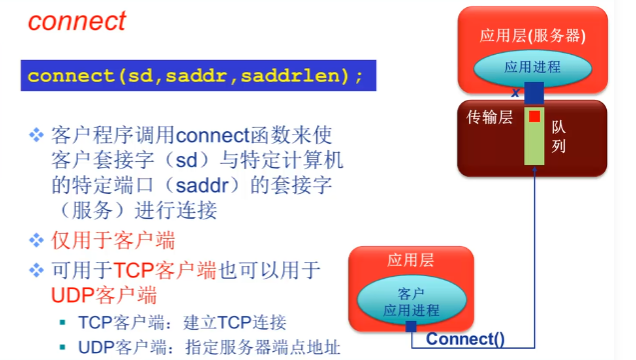 connect
connect(sd,saddr,saddrlen);
客户程序调用connect函数来使
客户套接字（sd）与特定计算机
的特定端口（saddr）的套接字
（服务）进行连接
仅用于客户端
可用于TCP客户端也可以用于
UDP客户端
TCP客户端：建立TCP连接
UDP客户端：指定服务器端点地址
应用层(服务器)
应用进程
x
传输层
队
列
应用层
客户
应用进程
Connect()